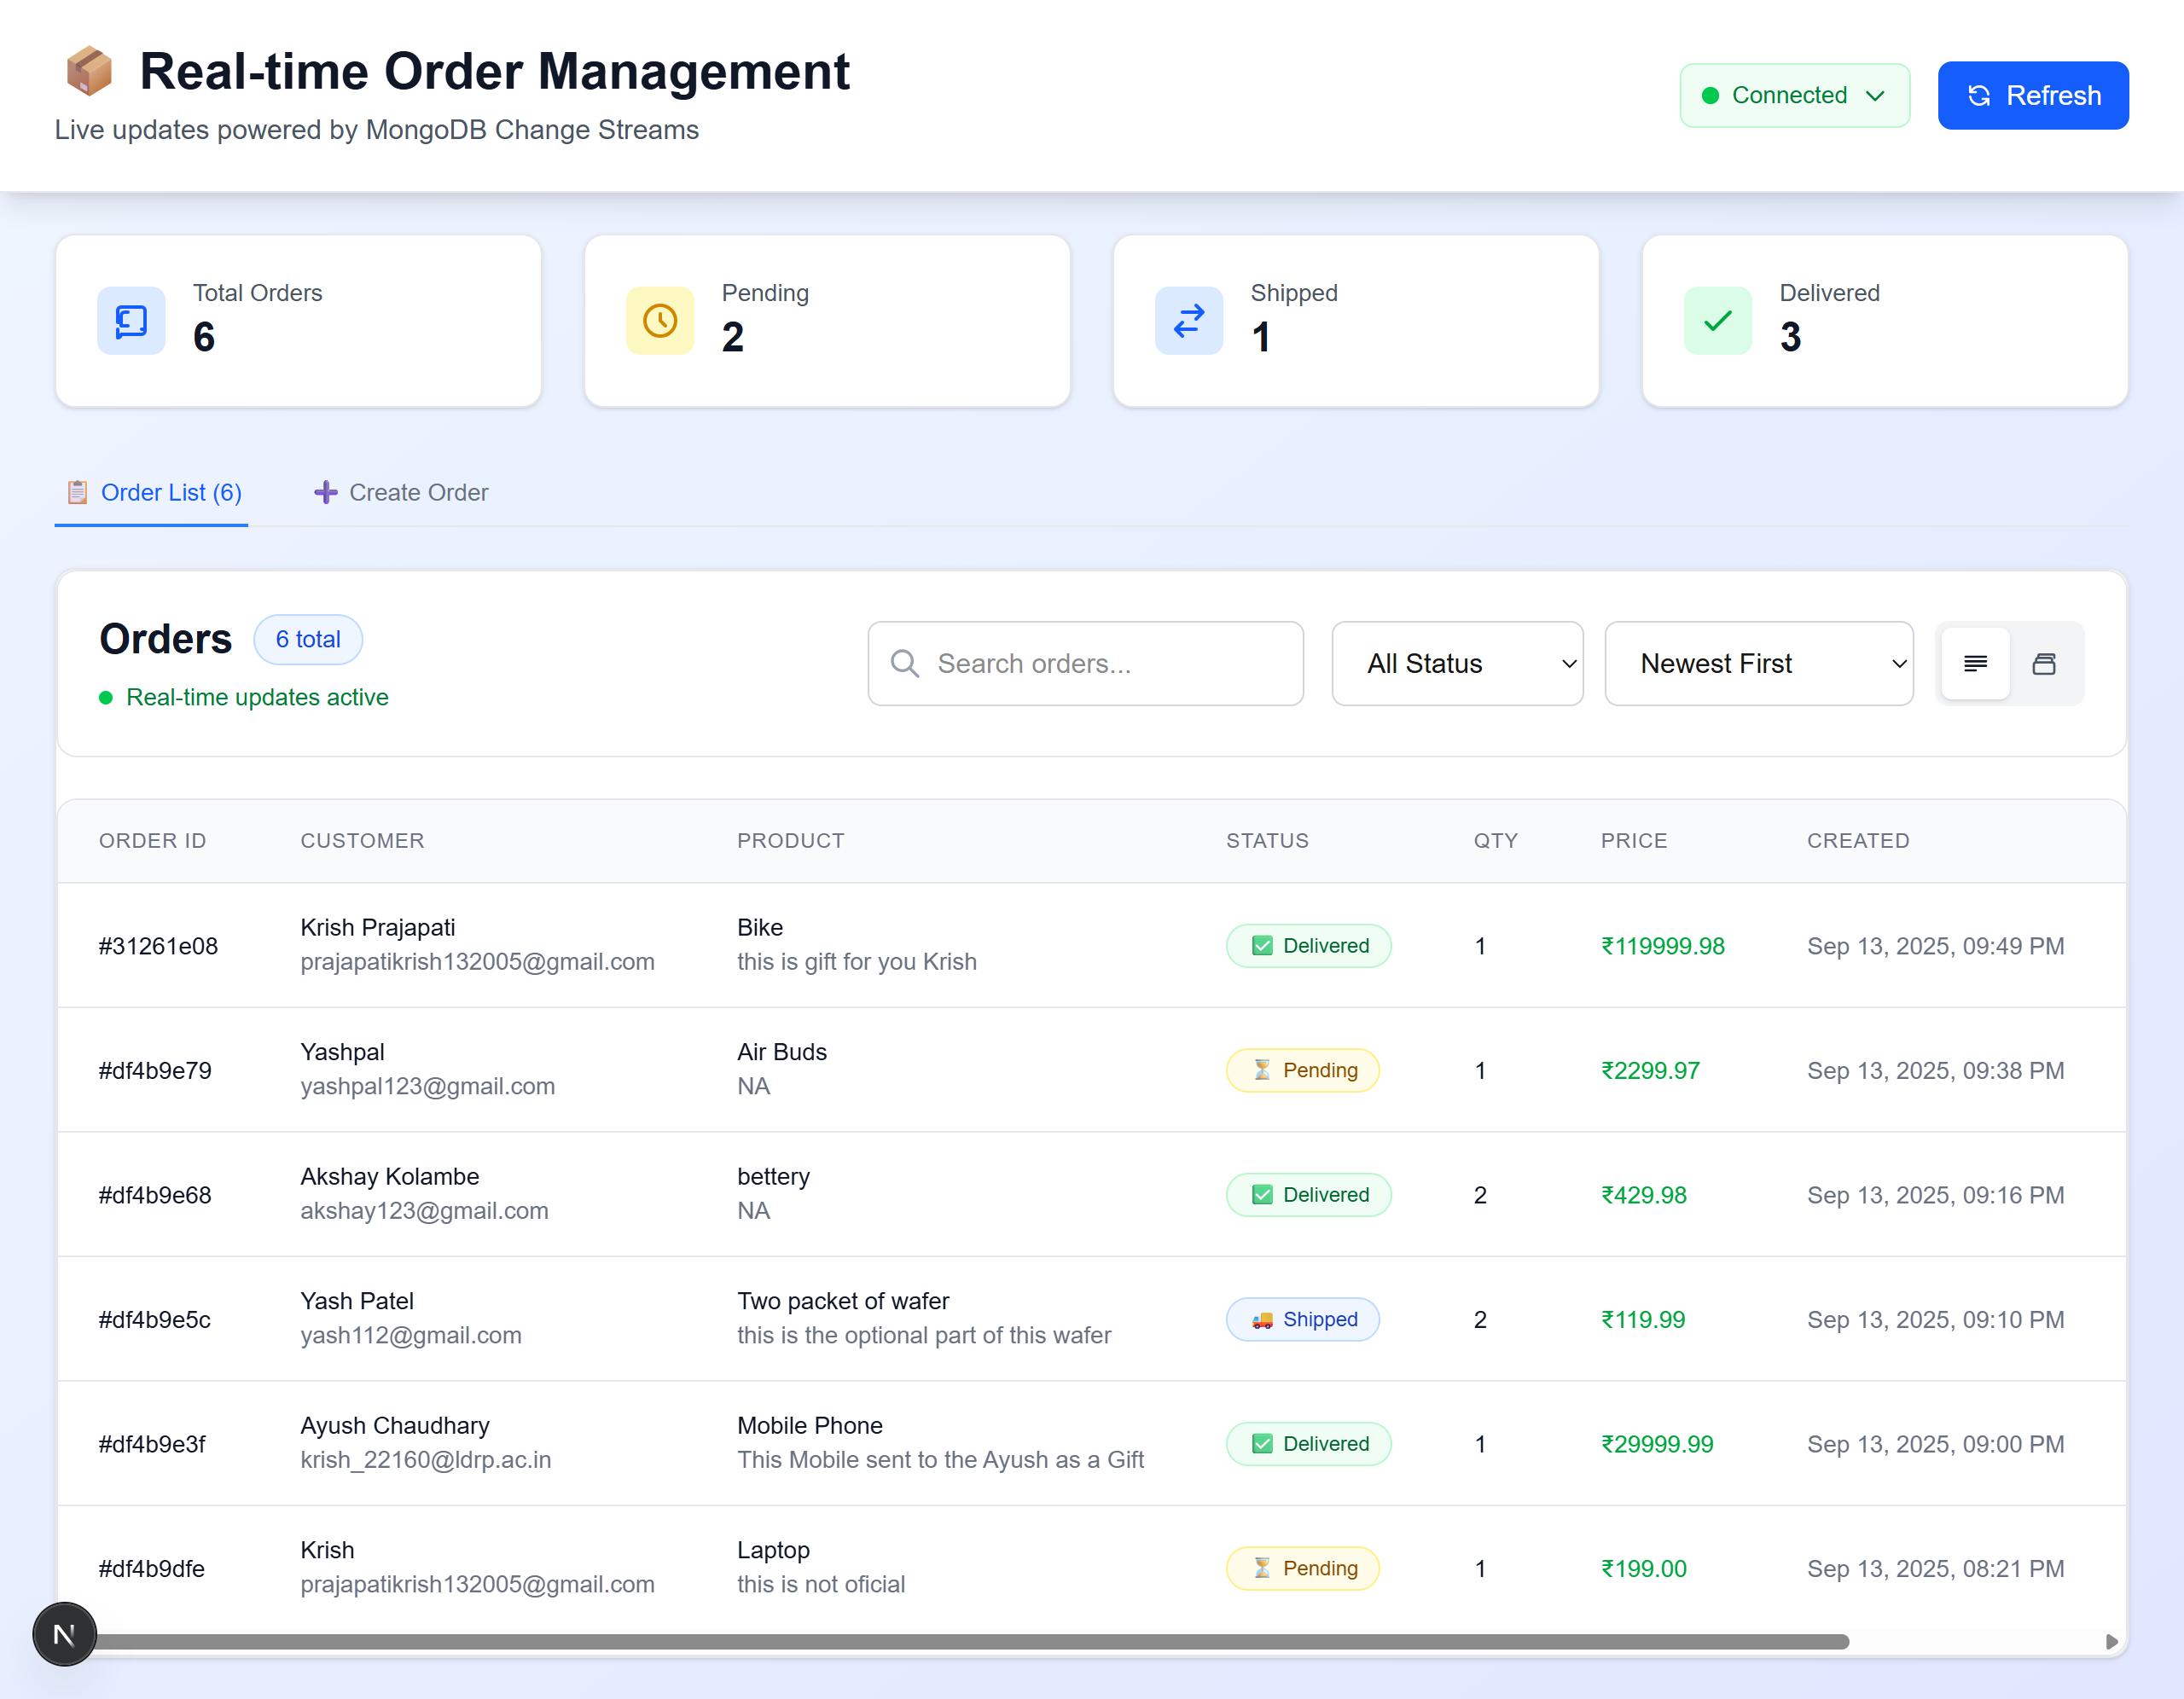 Real-time Order Management
Live updates powered by MongoDB Change Streams
Connected
Refresh
Total Orders
6
Pending
2
Shipped
1
Delivered
3
Order List (6)
Create Order
Orders
6 total
Real-time updates active
Search orders...
All Status
Newest First
ORDER ID CUSTOMER PRODUCT STATUS QTY PRICE CREATED
#31261e08 Krish Prajapati Bike Delivered 1 ₹119999.98 Sep 13, 2025, 09:49 PM
prajapatikrish132005@gmail.com this is gift for you Krish
#df4b9e79 Yashpal Air Buds Pending 1 ₹2299.97 Sep 13, 2025, 09:38 PM
yashpal123@gmail.com NA
#df4b9e68 Akshay Kolambe bettery Delivered 2 ₹429.98 Sep 13, 2025, 09:16 PM
akshay123@gmail.com NA
#df4b9e5c Yash Patel Two packet of wafer Shipped 2 ₹119.99 Sep 13, 2025, 09:10 PM
yash112@gmail.com this is the optional part of this wafer
#df4b9e3f Ayush Chaudhary Mobile Phone Delivered 1 ₹29999.99 Sep 13, 2025, 09:00 PM
krish_22160@ldrp.ac.in This Mobile sent to the Ayush as a Gift
#df4b9dfe Krish Laptop Pending 1 ₹199.00 Sep 13, 2025, 08:21 PM
prajapatikrish132005@gmail.com this is not oficial
N